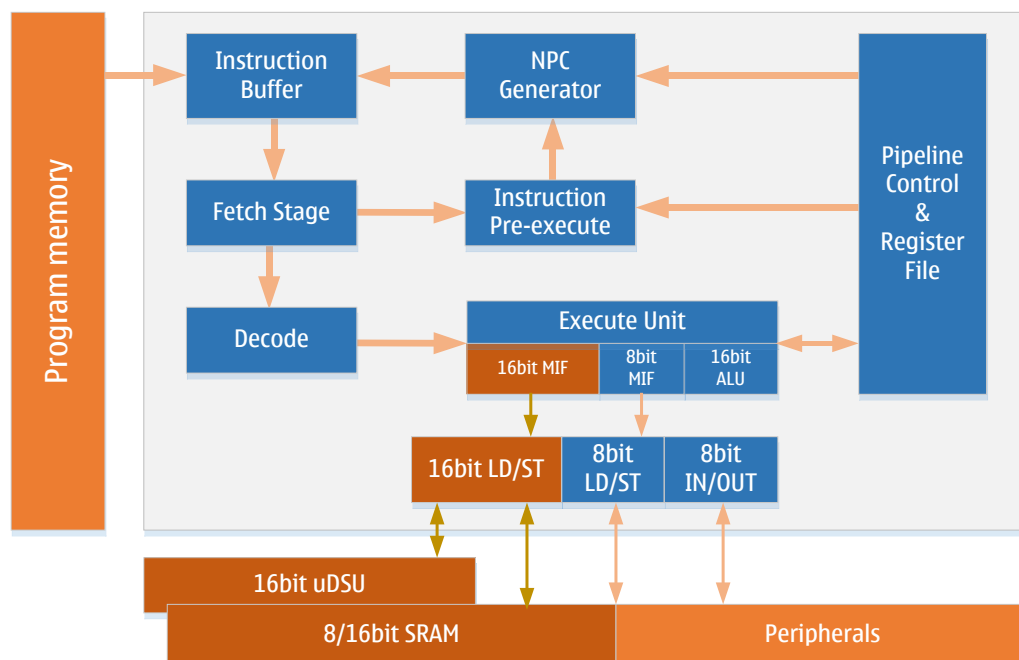 Program memory
Instruction
Buffer
NPC
Generator
Pipeline
Control
&
Register
File
Fetch Stage
Instruction
Pre-execute
Decode
Execute Unit
16bit MIF
8bit
MIF
16bit
ALU
16bit LD/ST
8bit
LD/ST
8bit
IN/OUT
16bit uDSU
8/16bit SRAM
Peripherals